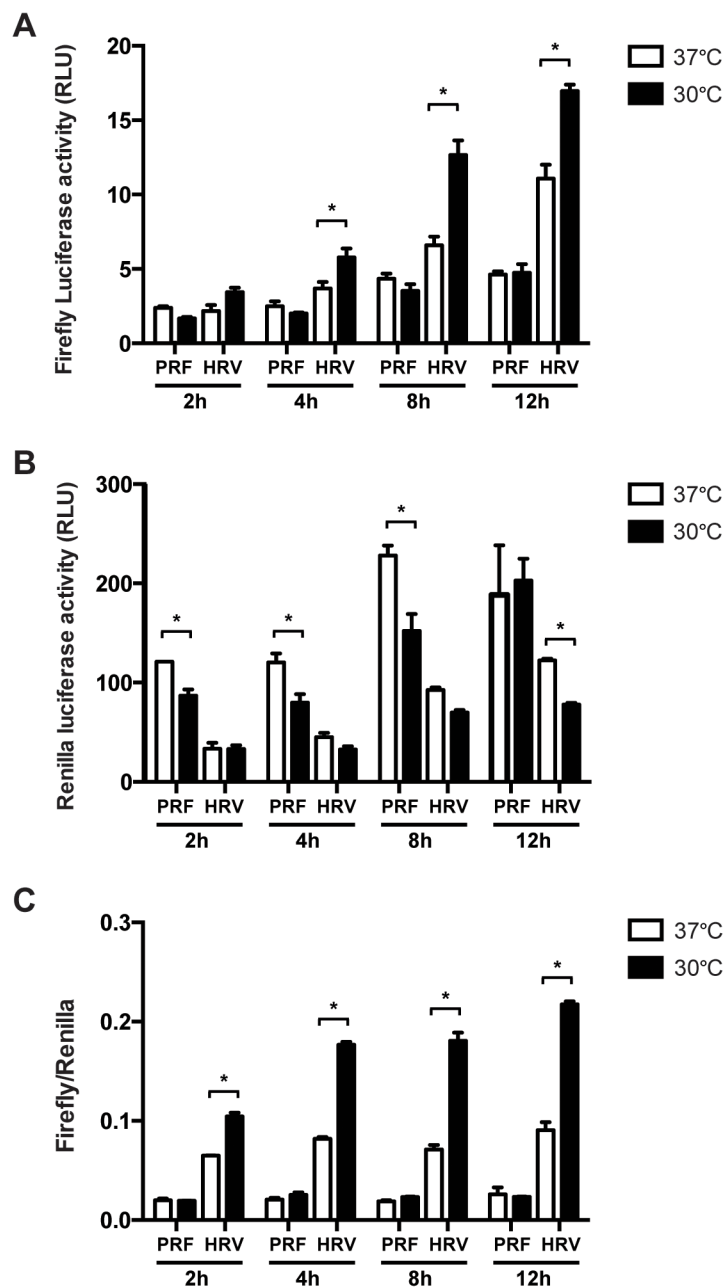 A
Firefly Luciferase activity (RLU)
20
15
10
5
0
*
*
*
37°C
30°C
PRF HRV PRF HRV PRF HRV PRF HRV
2h 4h 8h 12h
B
Renilla luciferase activity (RLU)
300
200
100
0
*
*
*
*
37°C
30°C
PRF HRV PRF HRV PRF HRV PRF HRV
2h 4h 8h 12h
C
Firefly/Renilla
0.3
0.2
0.1
0.0
*
*
*
*
37°C
30°C
PRF HRV PRF HRV PRF HRV PRF HRV
2h 4h 8h 12h